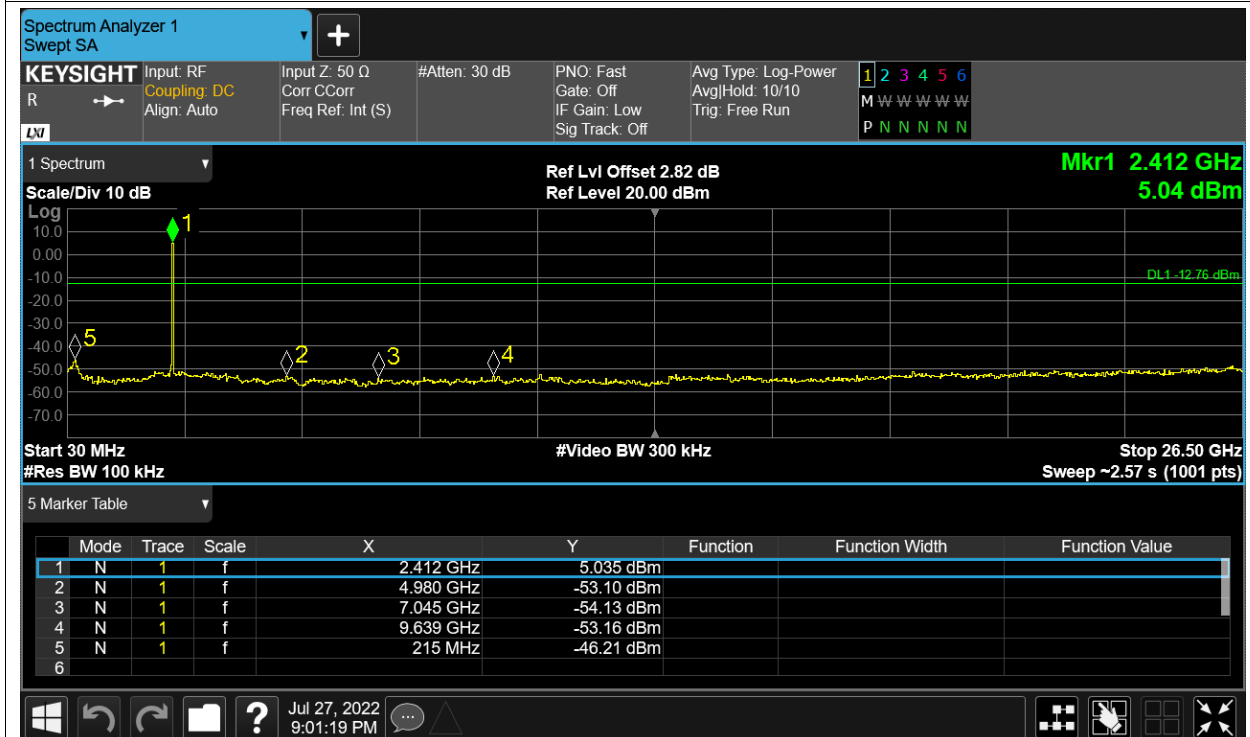 Spectrum Analyzer 1
Swept SA
+
KEYSIGHT Input: RF Input Z: 50 Ω #Atten: 30 dB PNO: Fast Avg Type: Log-Power 1 2 3 4 5 6
R Coupling: DC Corr CCorr Gate: Off Avg|Hold: 10/10 M W W W W W
Align: Auto Freq Ref: Int (S) IF Gain: Low Trig: Free Run
LXI Sig Track: Off P N N N N N
1 Spectrum Ref Lvl Offset 2.82 dB Mkr1 2.412 GHz
Scale/Div 10 dB Ref Level 20.00 dBm 5.04 dBm
Log
1
10.0
0.00
-10.0 DL1 -12.76 dBm
-20.0
-30.0
-40.0 5 2 3 4
-50.0
-60.0
-70.0
Start 30 MHz #Video BW 300 kHz Stop 26.50 GHz
#Res BW 100 kHz Sweep ~2.57 s (1001 pts)
5 Marker Table
Mode Trace Scale X Y Function Function Width Function Value
1 N 1 f 2.412 GHz 5.035 dBm
2 N 1 f 4.980 GHz -53.10 dBm
3 N 1 f 7.045 GHz -54.13 dBm
4 N 1 f 9.639 GHz -53.16 dBm
5 N 1 f 215 MHz -46.21 dBm
6
? Jul 27, 2022
9:01:19 PM